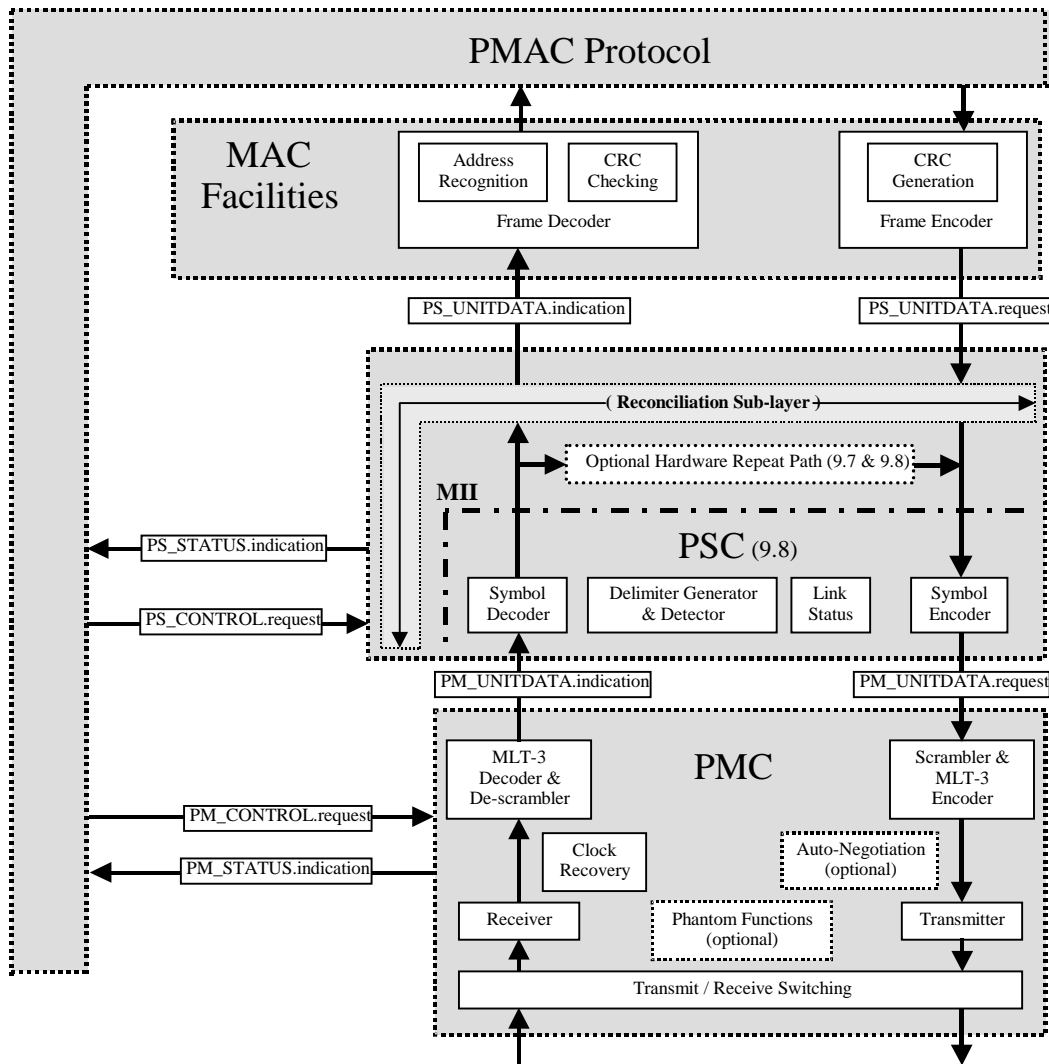 PMAC Protocol
MAC
Facilities
Address
Recognition
CRC
Checking
Frame Decoder
CRC
Generation
Frame Encoder
PS_UNITDATA.indication
PS_UNITDATA.request
( Reconciliation Sub-layer )
Optional Hardware Repeat Path (9.7 & 9.8)
MII
PSC (9.8)
PS_STATUS.indication
PS_CONTROL.request
Symbol
Decoder
Delimiter Generator
& Detector
Link
Status
Symbol
Encoder
PM_UNITDATA.indication
PM_UNITDATA.request
MLT-3
Decoder &
De-scrambler
PMC
Scrambler &
MLT-3
Encoder
PM_CONTROL.request
PM_STATUS.indication
Clock
Recovery
Auto-Negotiation
(optional)
Receiver
Phantom Functions
(optional)
Transmitter
Transmit / Receive Switching